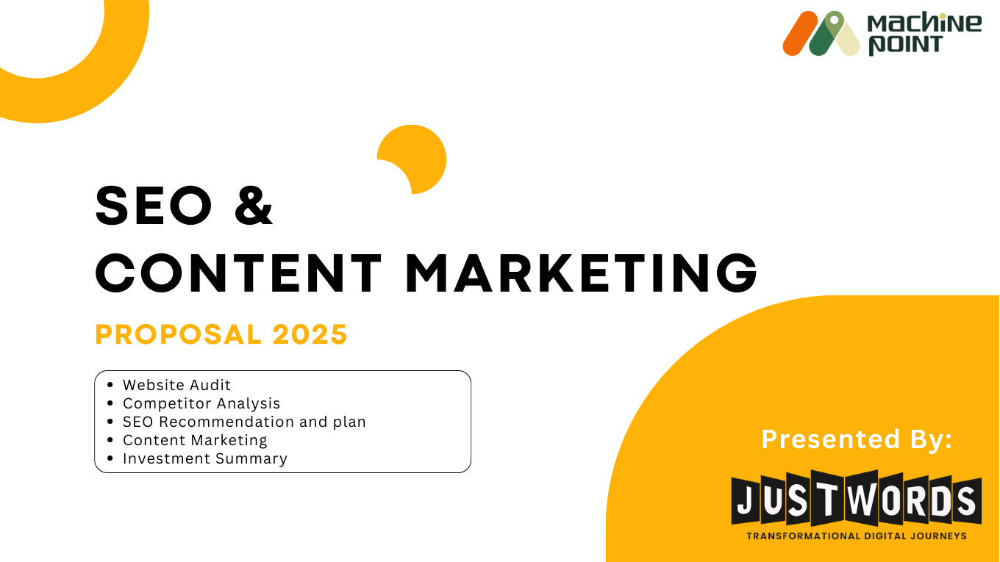 Machine
Point
SEO &
CONTENT MARKETING
PROPOSAL 2025
• Website Audit
• Competitor Analysis
• SEO Recommendation and plan
• Content Marketing
• Investment Summary
Presented By:
JUSTWORDS
TRANSFORMATIONAL DIGITAL JOURNEYS